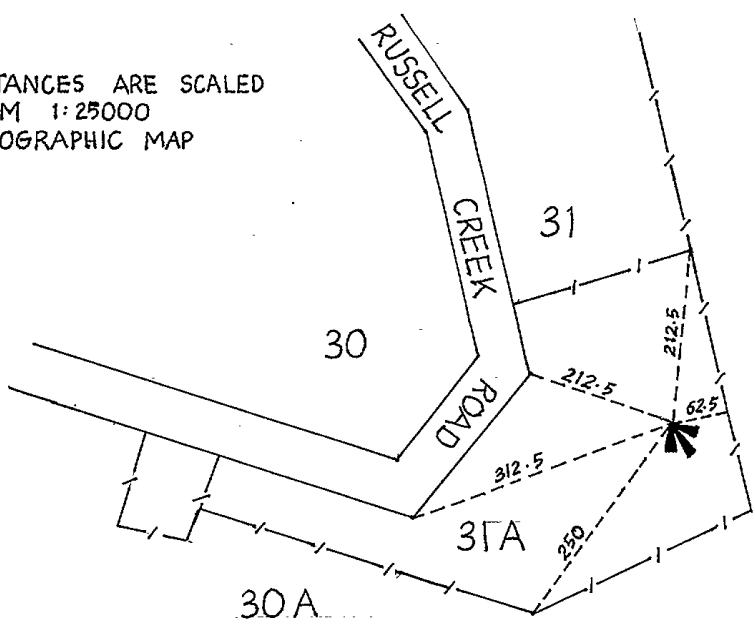 TANCES ARE SCALED
M 1:25000
OGRAPHIC MAP
RUSSELL
CREEK
ROAD
31
30
212.5
212.5
62.5
312.5
250
31A
30A